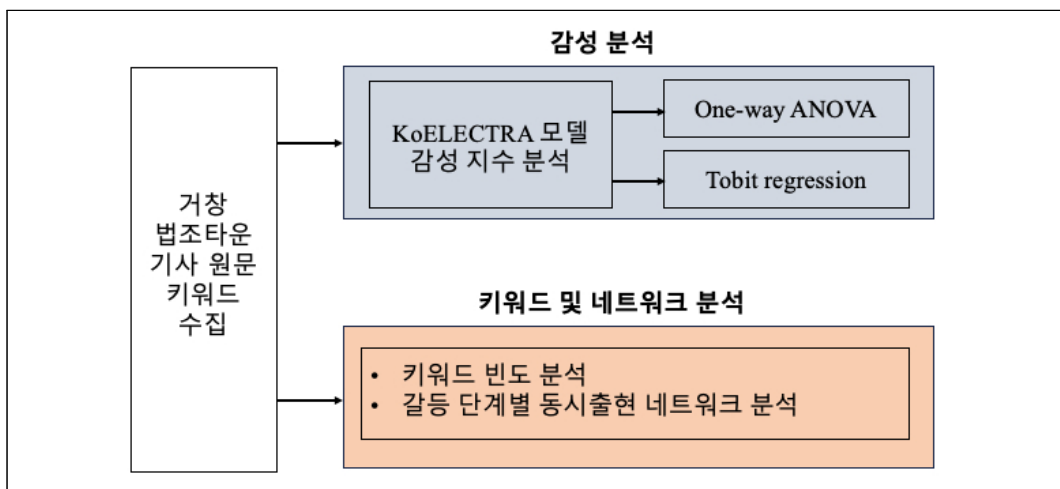 감성 분석
KoELECTRA 모델
감성 지수 분석
One-way ANOVA
Tobit regression
거창
법조타운
기사 원문
키워드
수집
키워드 및 네트워크 분석
• 키워드 빈도 분석
• 갈등 단계별 동시출현 네트워크 분석